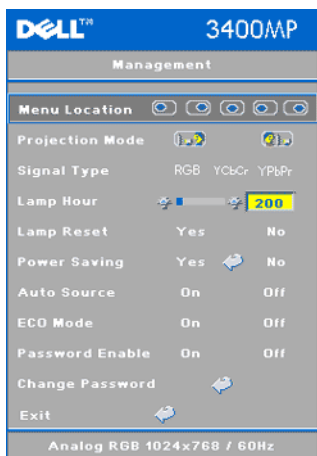 DELL™ 3400MP
Management
Menu Location
Projection Mode
Signal Type RGB YCbCr YPbPr
Lamp Hour 200
Lamp Reset Yes No
Power Saving Yes No
Auto Source On Off
ECO Mode On Off
Password Enable On Off
Change Password
Exit
Analog RGB 1024x768 / 60Hz